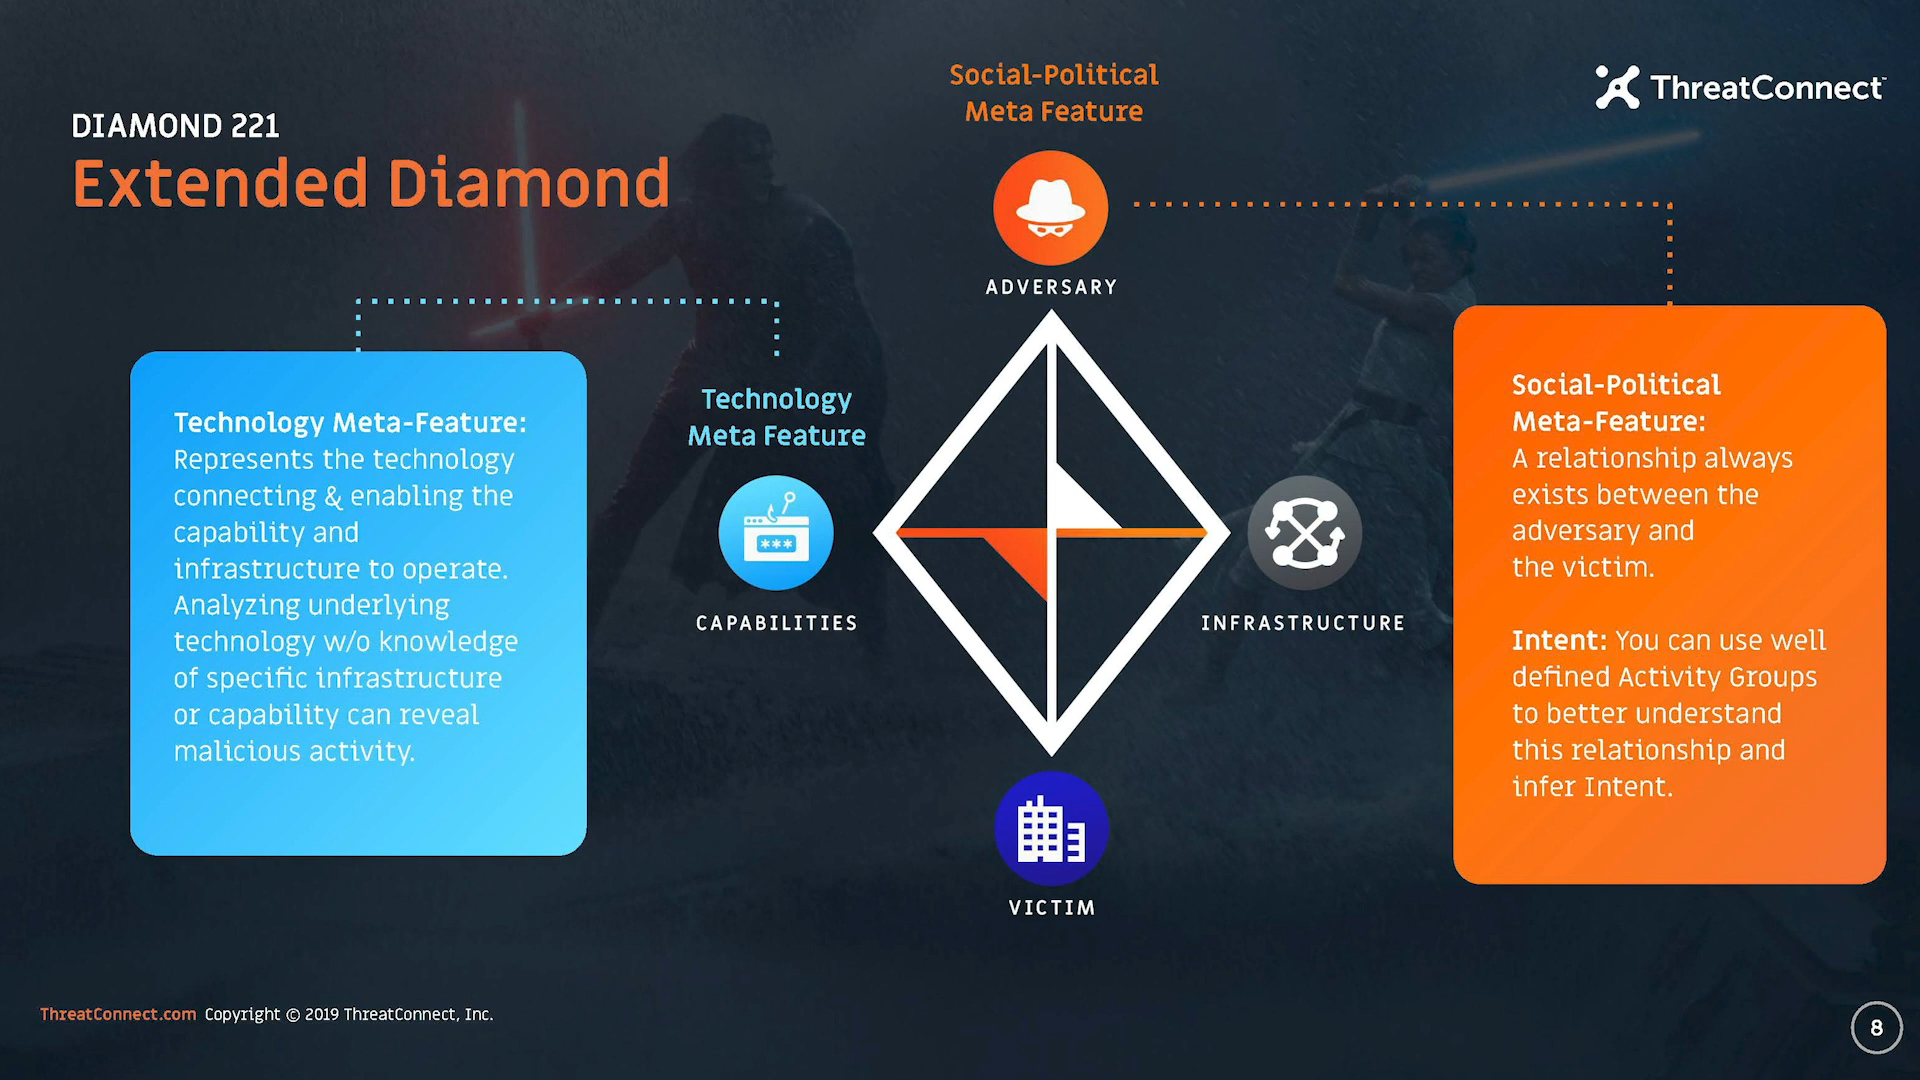 DIAMOND 221
Extended Diamond
Social-Political
Meta Feature
ThreatConnect™
ADVERSARY
Technology
Meta Feature
CAPABILITIES
INFRASTRUCTURE
VICTIM
***
Technology Meta-Feature:
Represents the technology
connecting & enabling the
capability and
infrastructure to operate.
Analyzing underlying
technology w/o knowledge
of specific infrastructure
or capability can reveal
malicious activity.
Social-Political
Meta-Feature:
A relationship always
exists between the
adversary and
the victim.
Intent: You can use well
defined Activity Groups
to better understand
this relationship and
infer Intent.
ThreatConnect.com Copyright © 2019 ThreatConnect, Inc.
8